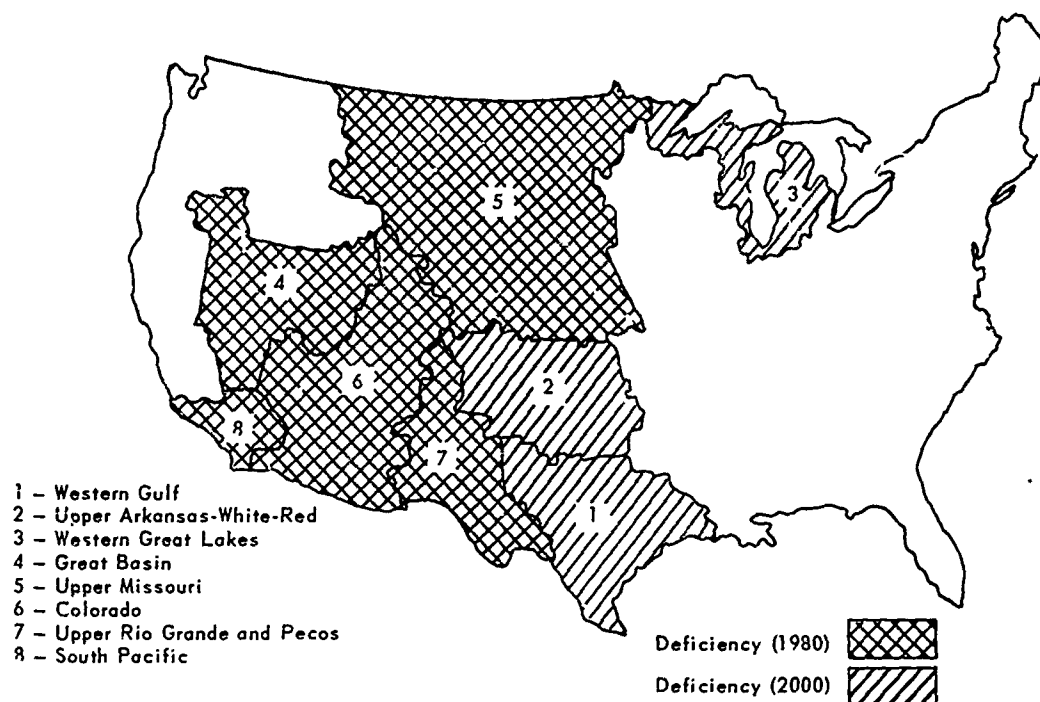 5
3
4
6
2
8
7
1
1 – Western Gulf
2 – Upper Arkansas-White-Red
3 – Western Great Lakes
4 – Great Basin
5 – Upper Missouri
6 – Colorado
7 – Upper Rio Grande and Pecos
8 – South Pacific
Deficiency (1980)
Deficiency (2000)